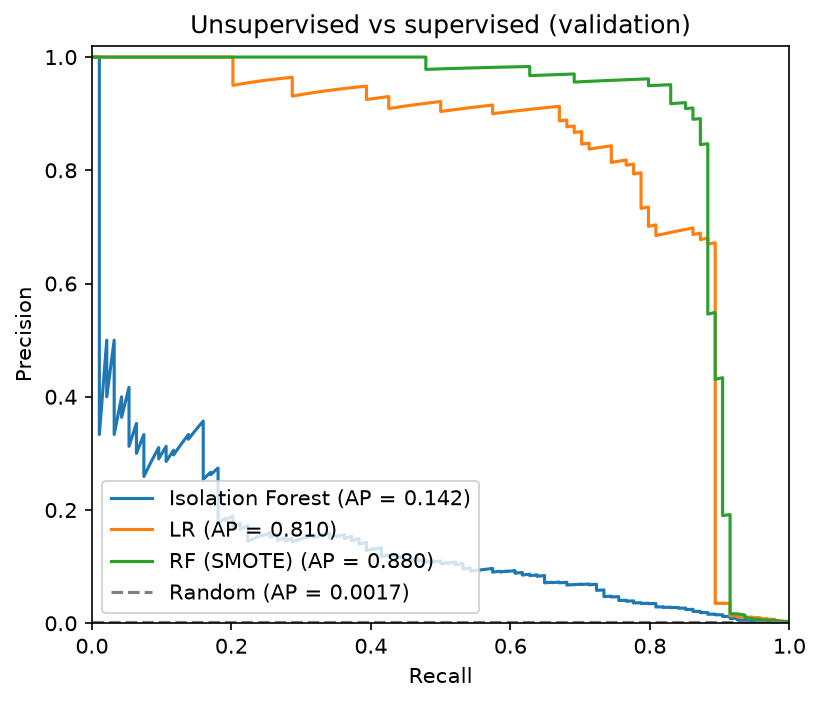 Unsupervised vs supervised (validation)
1.0
0.8
0.6
0.4
0.2
0.0
Precision
Isolation Forest (AP = 0.142)
LR (AP = 0.810)
RF (SMOTE) (AP = 0.880)
Random (AP = 0.0017)
0.0 0.2 0.4 0.6 0.8 1.0
Recall